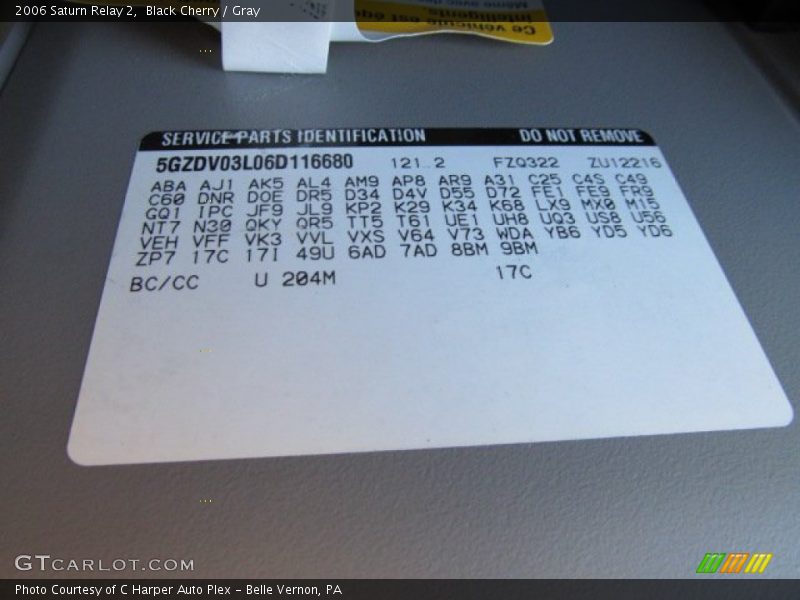 2006 Saturn Relay 2,  Black Cherry / Gray
Ce véhicule est équ
intelligente.
SERVICE PARTS IDENTIFICATION DO NOT REMOVE
5GZDV03L06D116680 121 2 FZQ322 ZU12216
ABA AJ1 AK5 AL4 AM9 AP8 AR9 A31 C25 C4S C49
C60 DNR DOE DR5 D34 D4V D55 D72 FE1 FE9 FR9
GQ1 IPC JF9 JL9 KP2 K29 K34 K68 LX9 MX0 M15
NT7 N30 QKY QR5 TT5 T61 UE1 UH8 UQ3 US8 U56
VEH VFF VK3 VVL VXS V64 V73 WDA YB6 YD5 YD6
ZP7 17C 17I 49U 6AD 7AD 8BM 9BM
BC/CC U 204M 17C
GTCARLOT.COM
Photo Courtesy of C Harper Auto Plex – Belle Vernon, PA